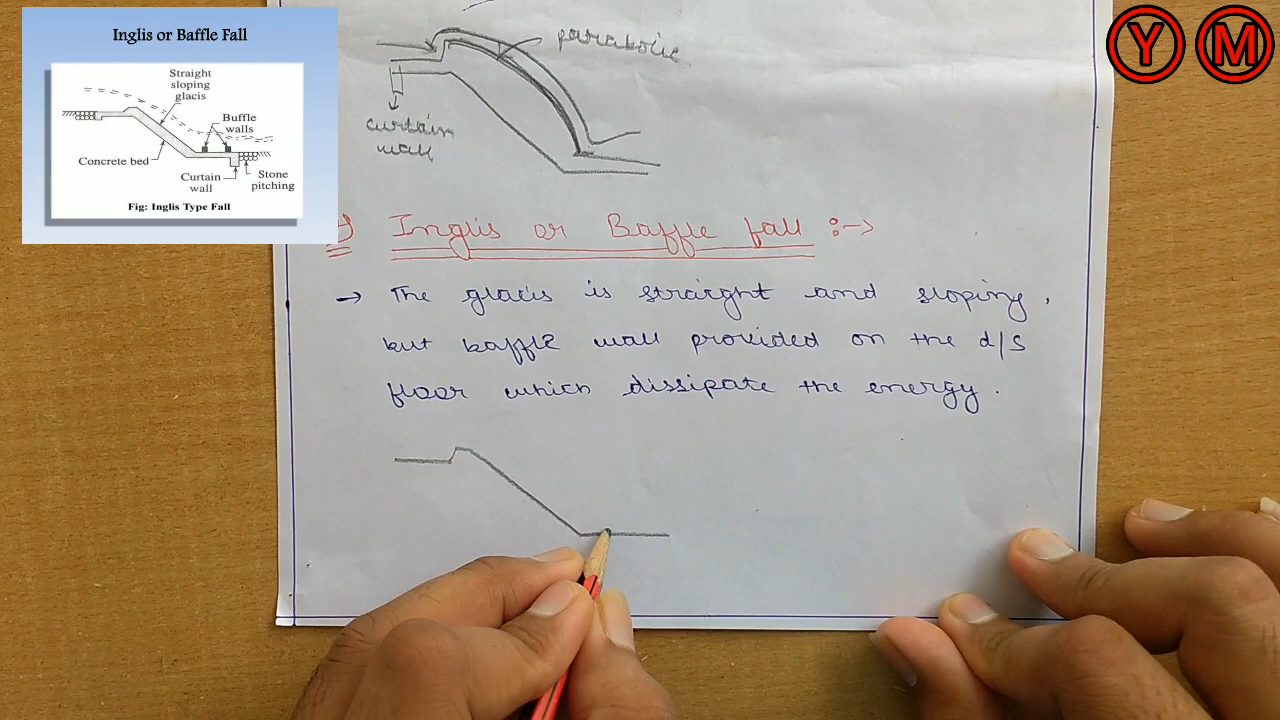 Inglis or Baffle Fall
Straight
sloping
glacis
Buffle
walls
Concrete bed
Curtain
wall
Stone
pitching
Fig: Inglis Type Fall
Y M
parabolic
curtain
wall
Inglis or Baffle fall :->
→ The glacis is straight and sloping,
but baffle wall provided on the d/s
floor which dissipate the energy.